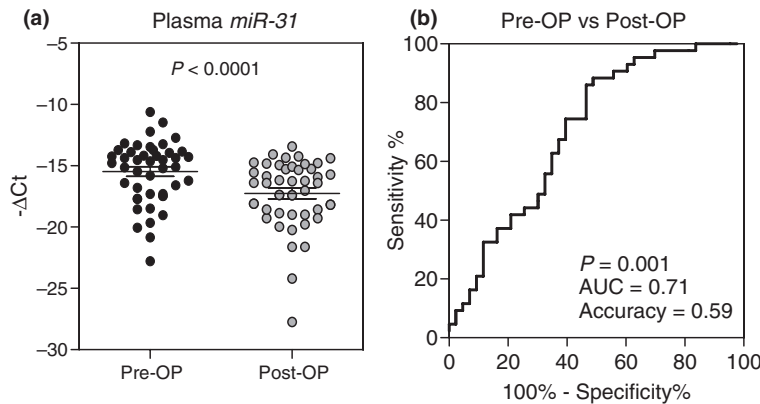 (a)
Plasma miR-31
P < 0.0001
-ΔCt
−5
−10
−15
−20
−25
−30
Pre-OP
Post-OP
(b)
Pre-OP vs Post-OP
Sensitivity %
100
80
60
40
20
0
P = 0.001
AUC = 0.71
Accuracy = 0.59
0
20
40
60
80
100
100% - Specificity%